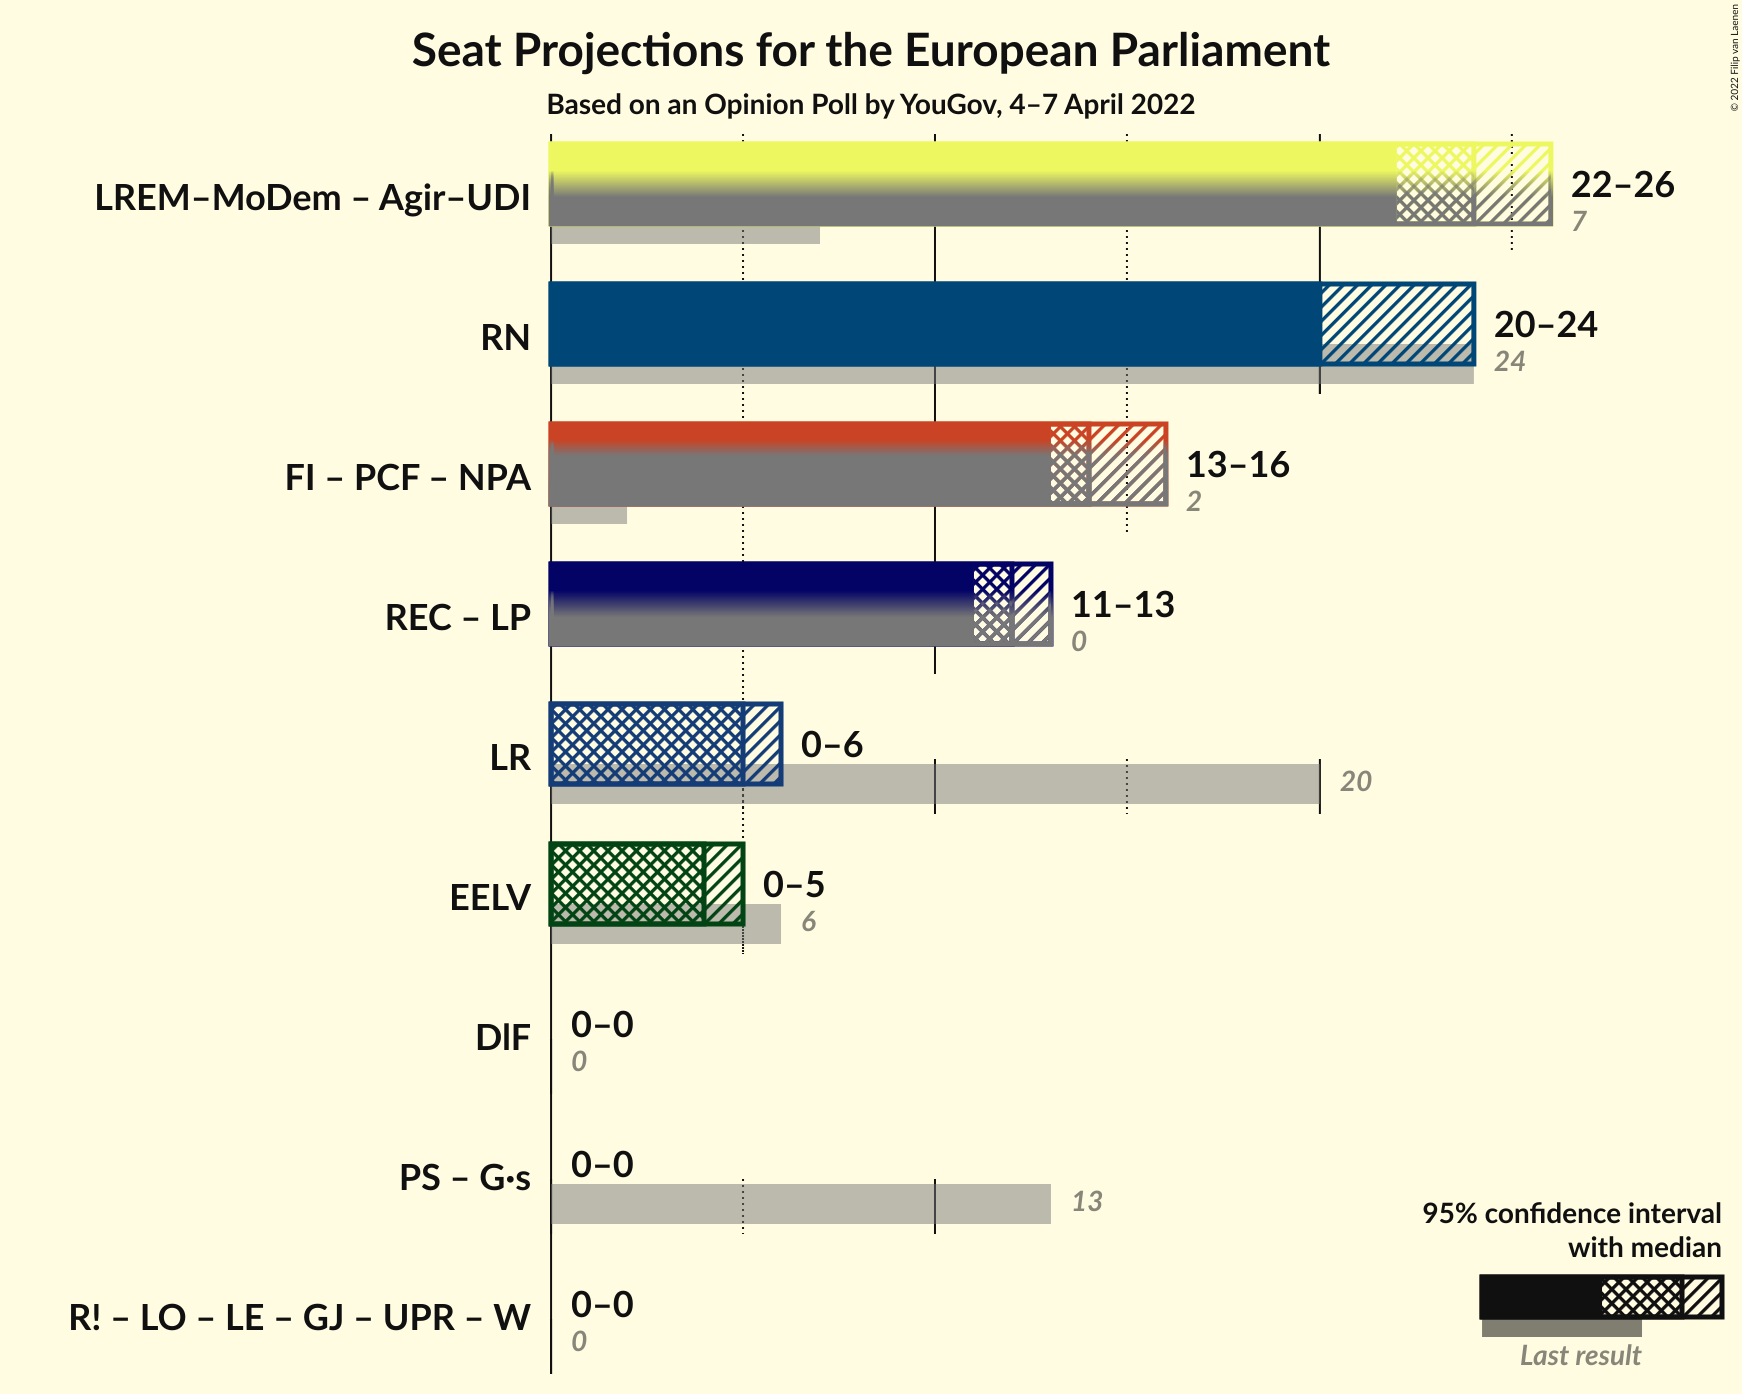 © 2022 Filip van Laenen
Seat Projections for the European Parliament
Based on an Opinion Poll by YouGov, 4–7 April 2022
LREM–MoDem – Agir–UDI
22–26
7
RN
20–24
24
FI – PCF – NPA
13–16
2
REC – LP
11–13
0
LR
0–6
20
EELV
0–5
6
DlF
0–0
0
PS – G·s
0–0
13
R! – LO – LE – GJ – UPR – W
0–0
0
95% confidence interval
with median
Last result